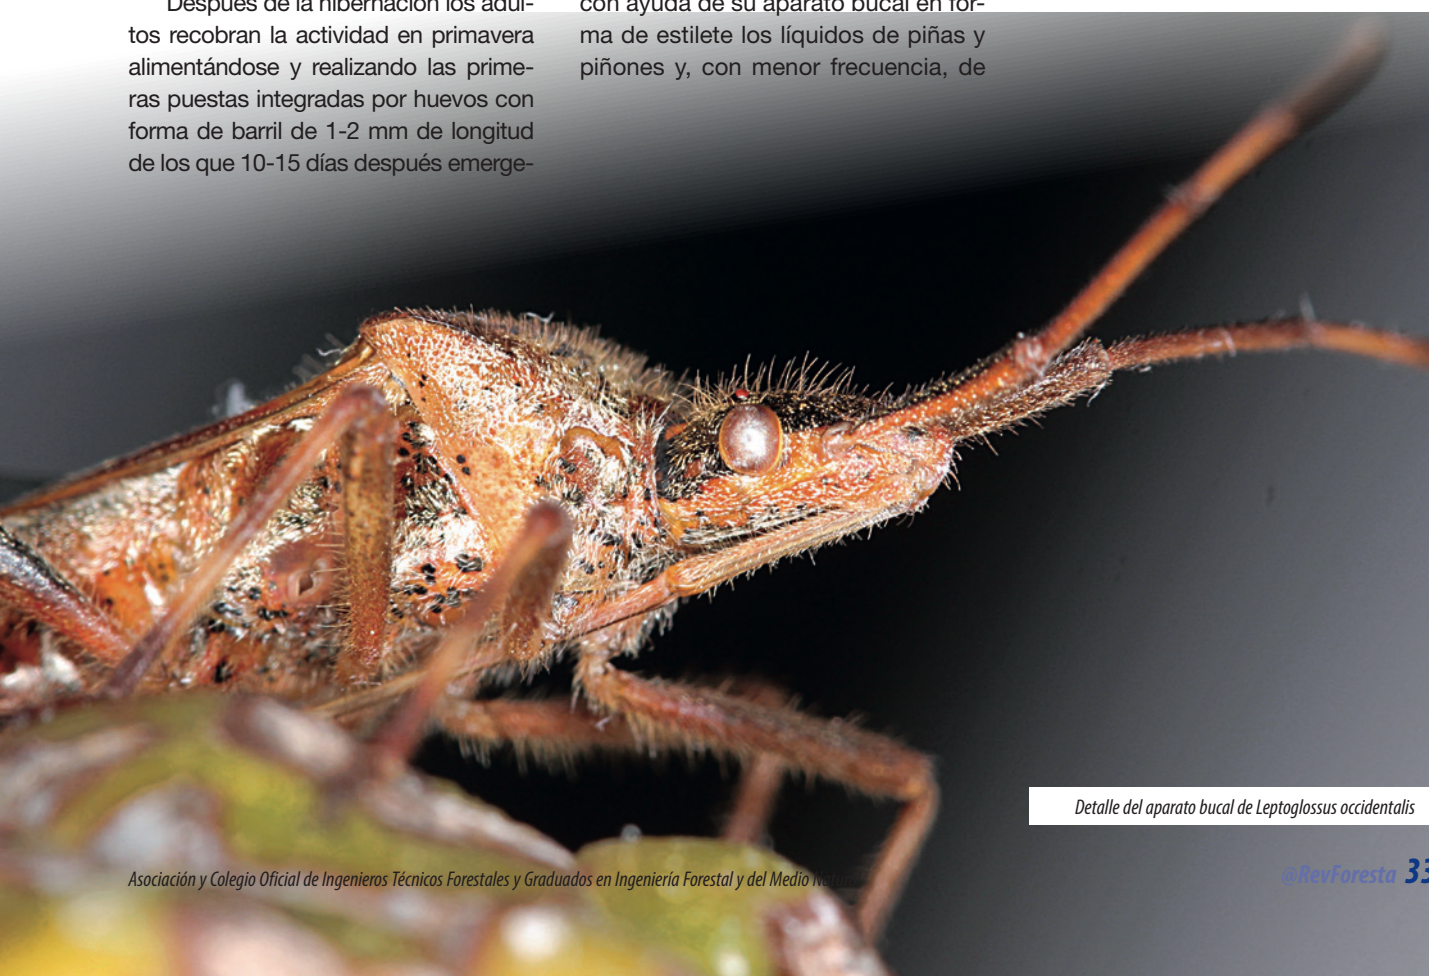 Después de la hibernación los adul-
tos recobran la actividad en primavera
alimentándose y realizando las prime-
ras puestas integradas por huevos con
forma de barril de 1-2 mm de longitud
de los que 10-15 días después emerge-
con ayuda de su aparato bucal en for-
ma de estilete los líquidos de piñas y
piñones y, con menor frecuencia, de
Detalle del aparato bucal de Leptoglossus occidentalis
Asociación y Colegio Oficial de Ingenieros Técnicos Forestales y Graduados en Ingeniería Forestal y del Medio Natural
@RevForesta 33